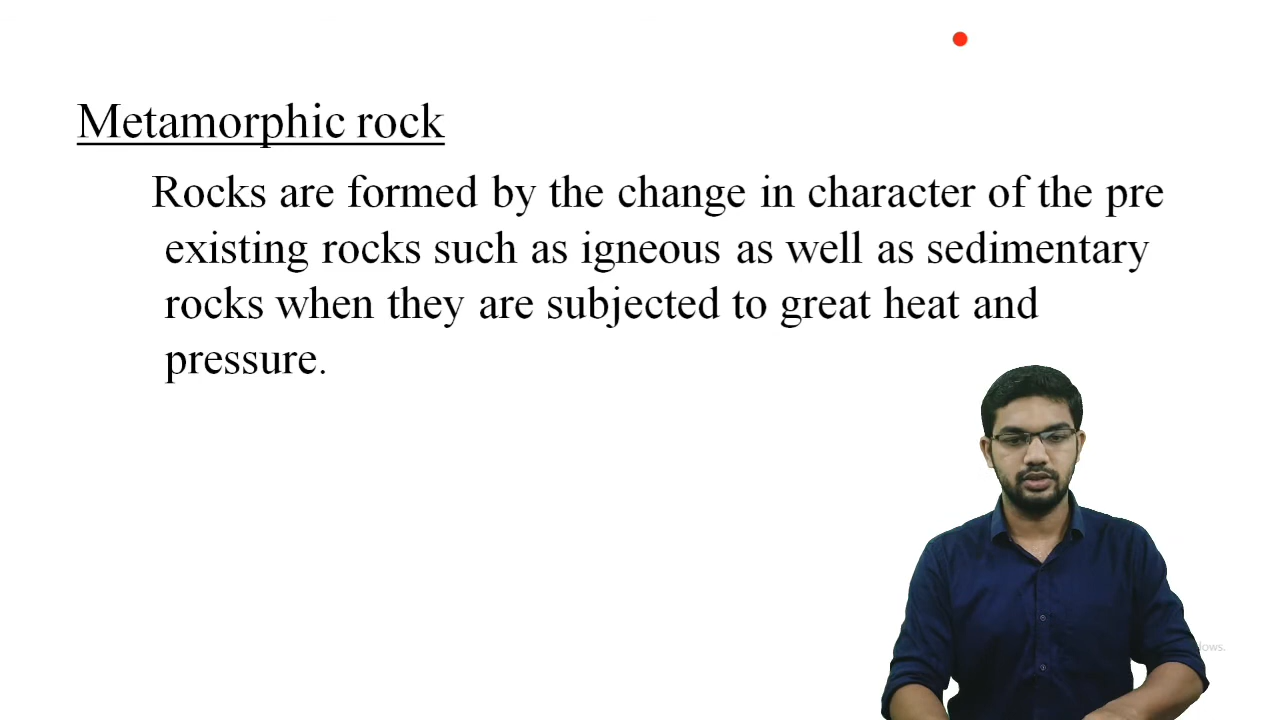 Metamorphic rock
Rocks are formed by the change in character of the pre
existing rocks such as igneous as well as sedimentary
rocks when they are subjected to great heat and
pressure.